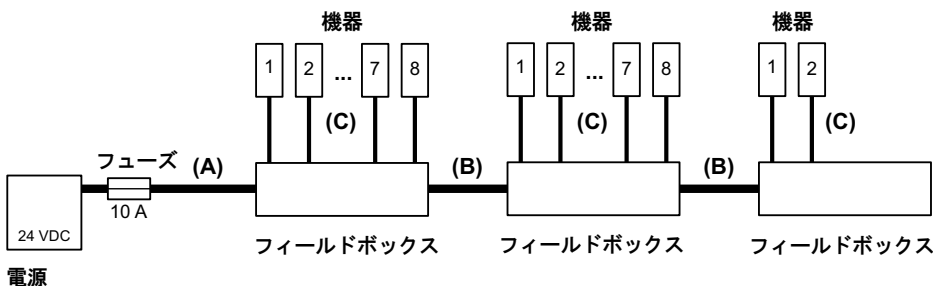 機器 機器 機器
1 2 ... 7 8 1 2 ... 7 8 1 2
(C) (C) (C)
フューズ (A) (B) (B)
10 A
24 VDC
フィールドボックス フィールドボックス フィールドボックス
電源